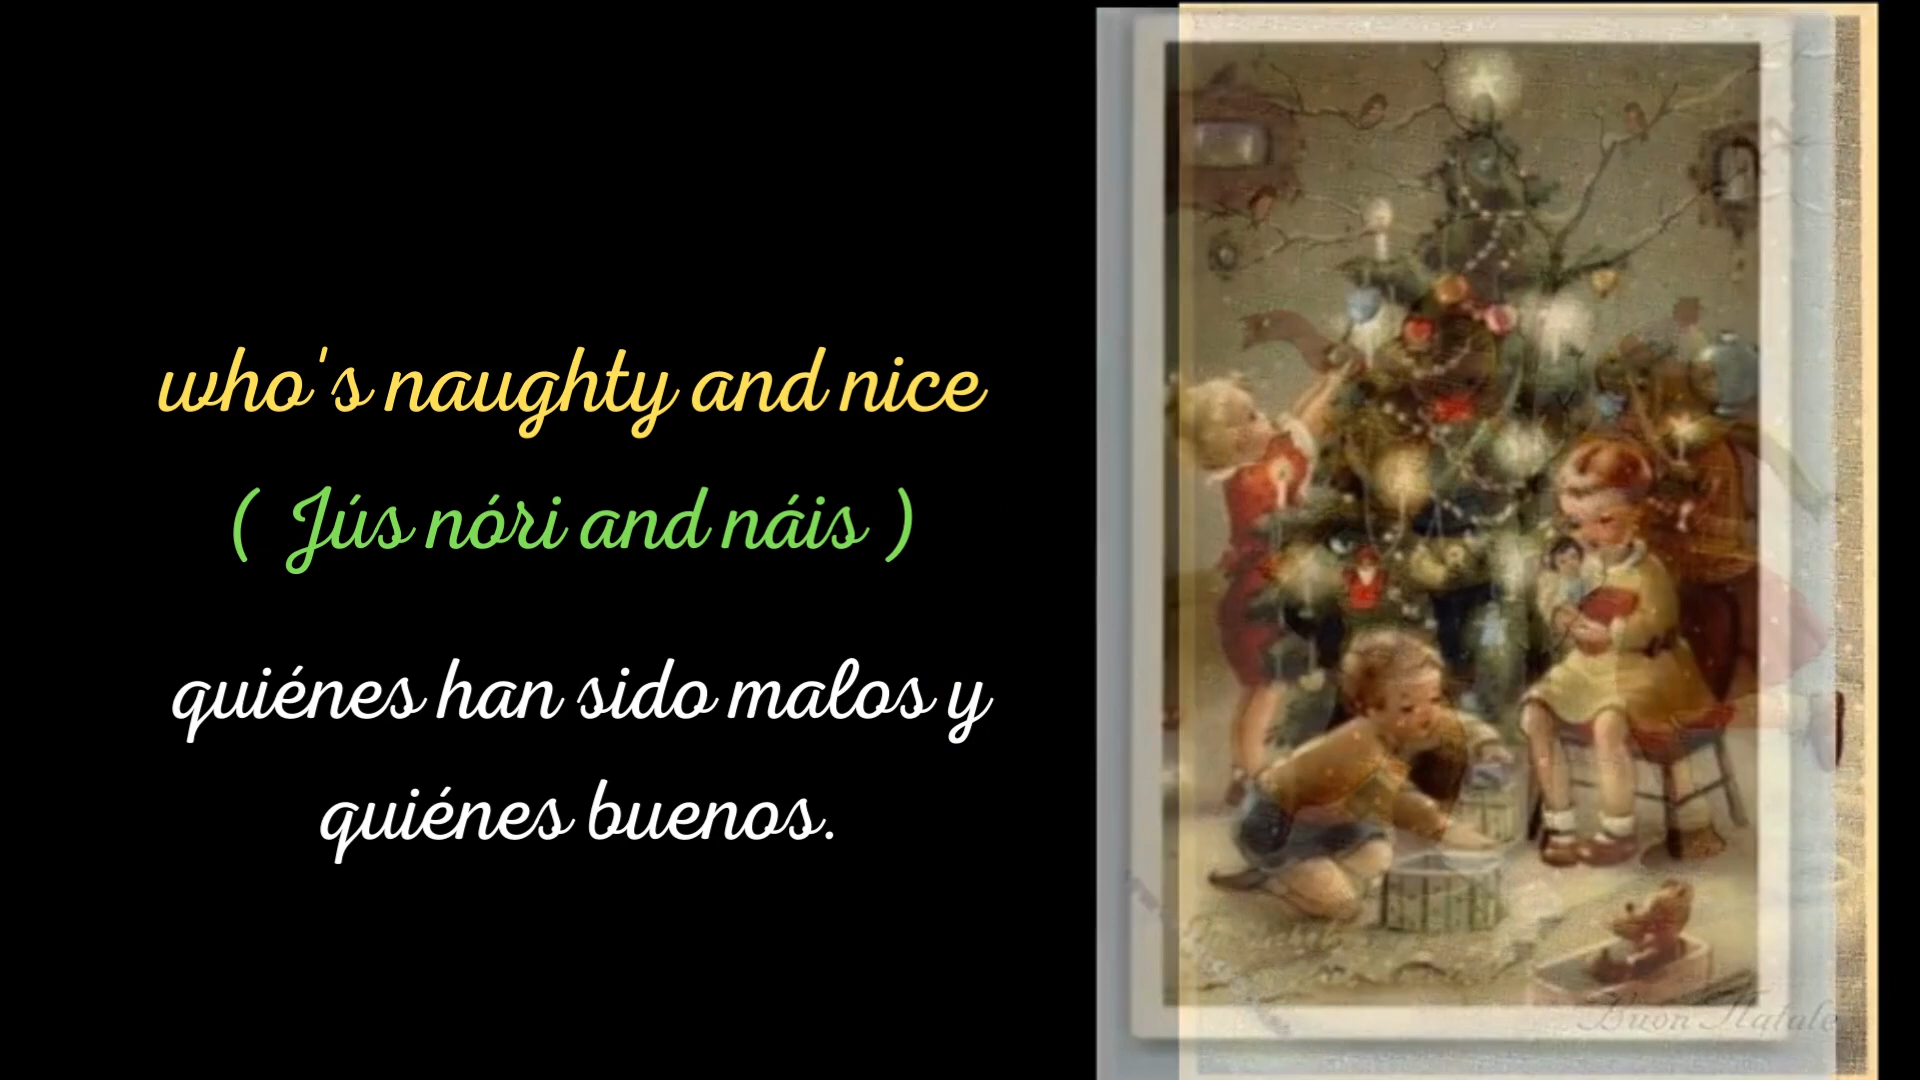 who's naughty and nice
( Jús nóri and náis )
quiénes han sido malos y
quiénes buenos.
Buon Natale